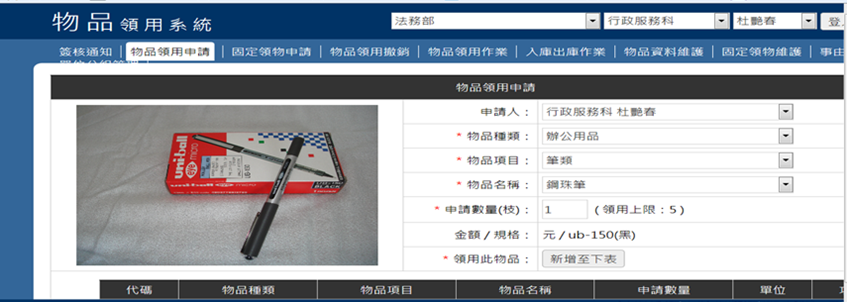 物品領用系統 法務部 行政服務科 杜艷春 登
簽核通知 物品領用申請 固定領物申請 物品領用撤銷 物品領用作業 入庫出庫作業 物品資料維護 固定領物維護 事由
物品領用申請
申請人： 行政服務科 杜艷春
* 物品種類： 辦公用品
* 物品項目： 筆類
* 物品名稱： 鋼珠筆
* 申請數量(枝)： 1 (領用上限：5)
金額/規格： 元/ub-150(黑)
* 領用此物品： 新增至下表
uni-ball
micro
BLACK
代碼 物品種類 物品項目 物品名稱 申請數量 單位